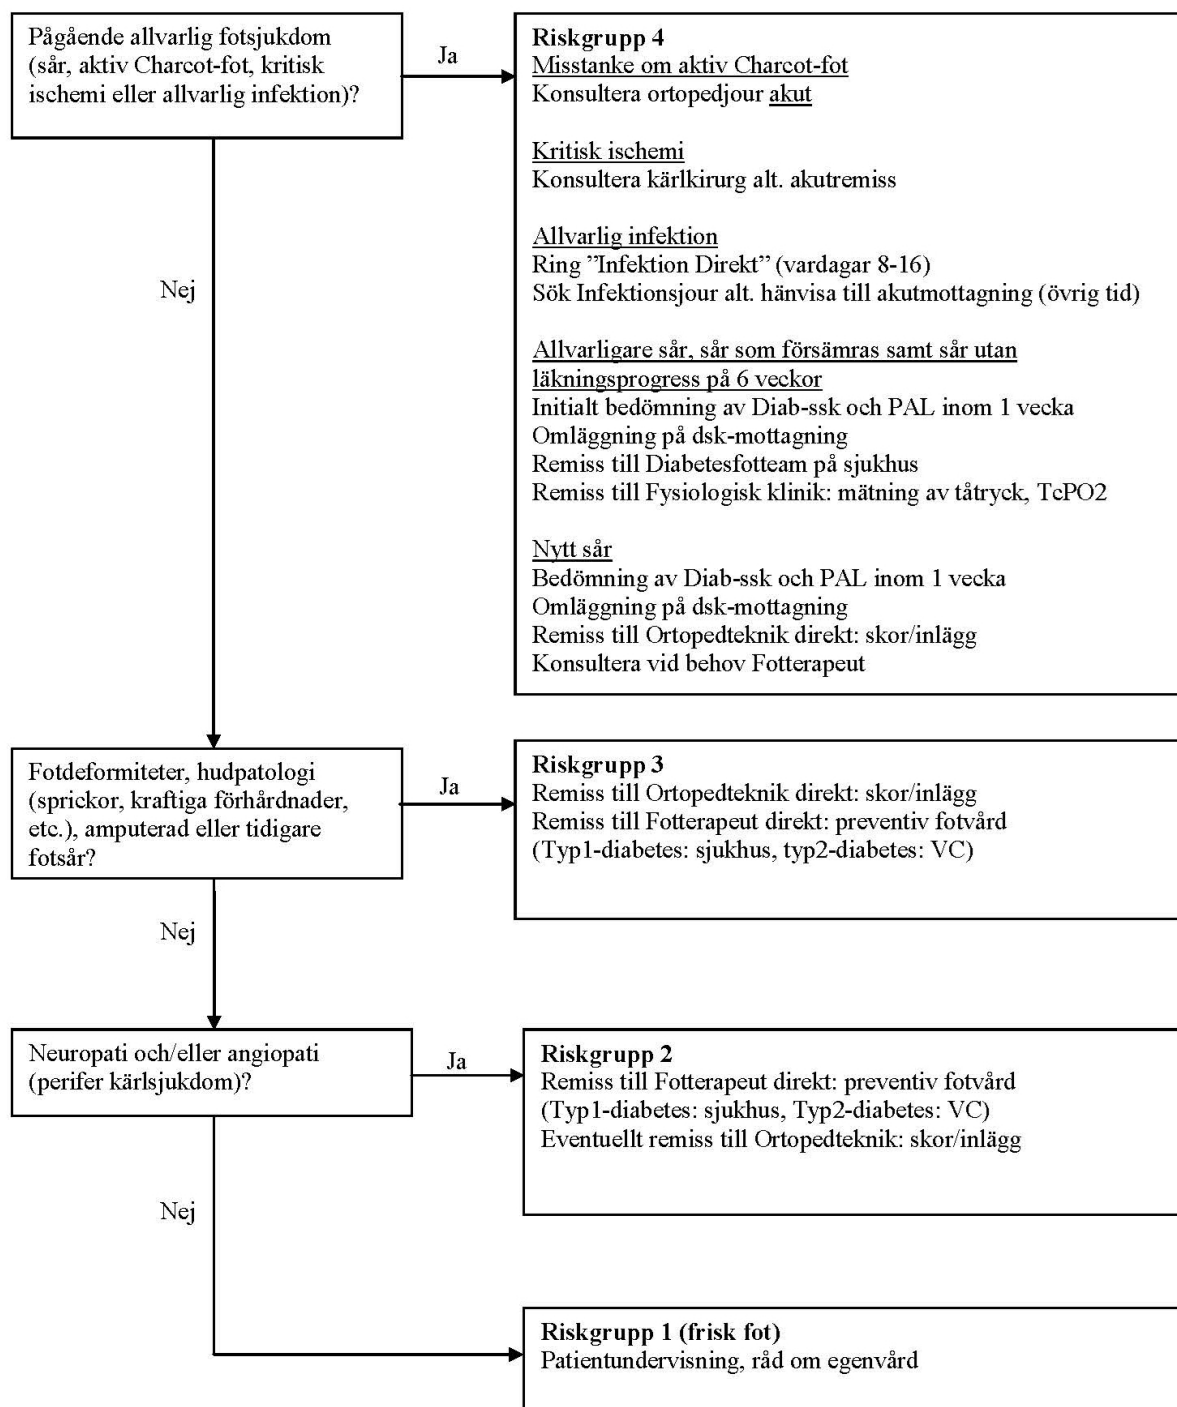 Pågående allvarlig fotsjukdom
(sår, aktiv Charcot-fot, kritisk
ischemi eller allvarlig infektion)?
Ja
Riskgrupp 4
Misstanke om aktiv Charcot-fot
Konsultera ortopedjour akut
Kritisk ischemi
Konsultera kärlkirurg alt. akutremiss
Allvarlig infektion
Ring ”Infektion Direkt” (vardagar 8-16)
Sök Infektionsjour alt. hänvisa till akutmottagning (övrig tid)
Allvarligare sår, sår som försämras samt sår utan
läkningsprogress på 6 veckor
Initialt bedömning av Diab-ssk och PAL inom 1 vecka
Omläggning på dsk-mottagning
Remiss till Diabetesfotteam på sjukhus
Remiss till Fysiologisk klinik: mätning av tåtryck, TcPO2
Nytt sår
Bedömning av Diab-ssk och PAL inom 1 vecka
Omläggning på dsk-mottagning
Remiss till Ortopedteknik direkt: skor/inlägg
Konsultera vid behov Fotterapeut
Nej
Fotdeformiteter, hudpatologi
(sprickor, kraftiga förhårdnader,
etc.), amputerad eller tidigare
fotsår?
Ja
Riskgrupp 3
Remiss till Ortopedteknik direkt: skor/inlägg
Remiss till Fotterapeut direkt: preventiv fotvård
(Typ1-diabetes: sjukhus, typ2-diabetes: VC)
Nej
Neuropati och/eller angiopati
(perifer kärlsjukdom)?
Ja
Riskgrupp 2
Remiss till Fotterapeut direkt: preventiv fotvård
(Typ1-diabetes: sjukhus, Typ2-diabetes: VC)
Eventuellt remiss till Ortopedteknik: skor/inlägg
Nej
Riskgrupp 1 (frisk fot)
Patientundervisning, råd om egenvård